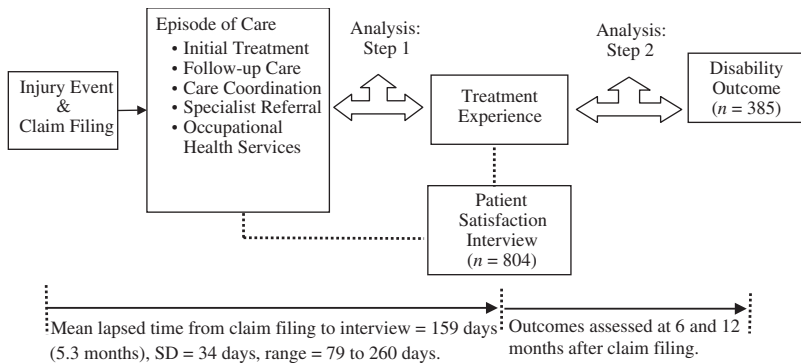 Injury Event
&
Claim Filing
Episode of Care
• Initial Treatment
• Follow-up Care
• Care Coordination
• Specialist Referral
• Occupational
Health Services
Analysis:
Step 1
Treatment
Experience
Patient
Satisfaction
Interview
(n = 804)
Analysis:
Step 2
Disability
Outcome
(n = 385)
Mean lapsed time from claim filing to interview = 159 days
(5.3 months), SD = 34 days, range = 79 to 260 days.
Outcomes assessed at 6 and 12
months after claim filing.